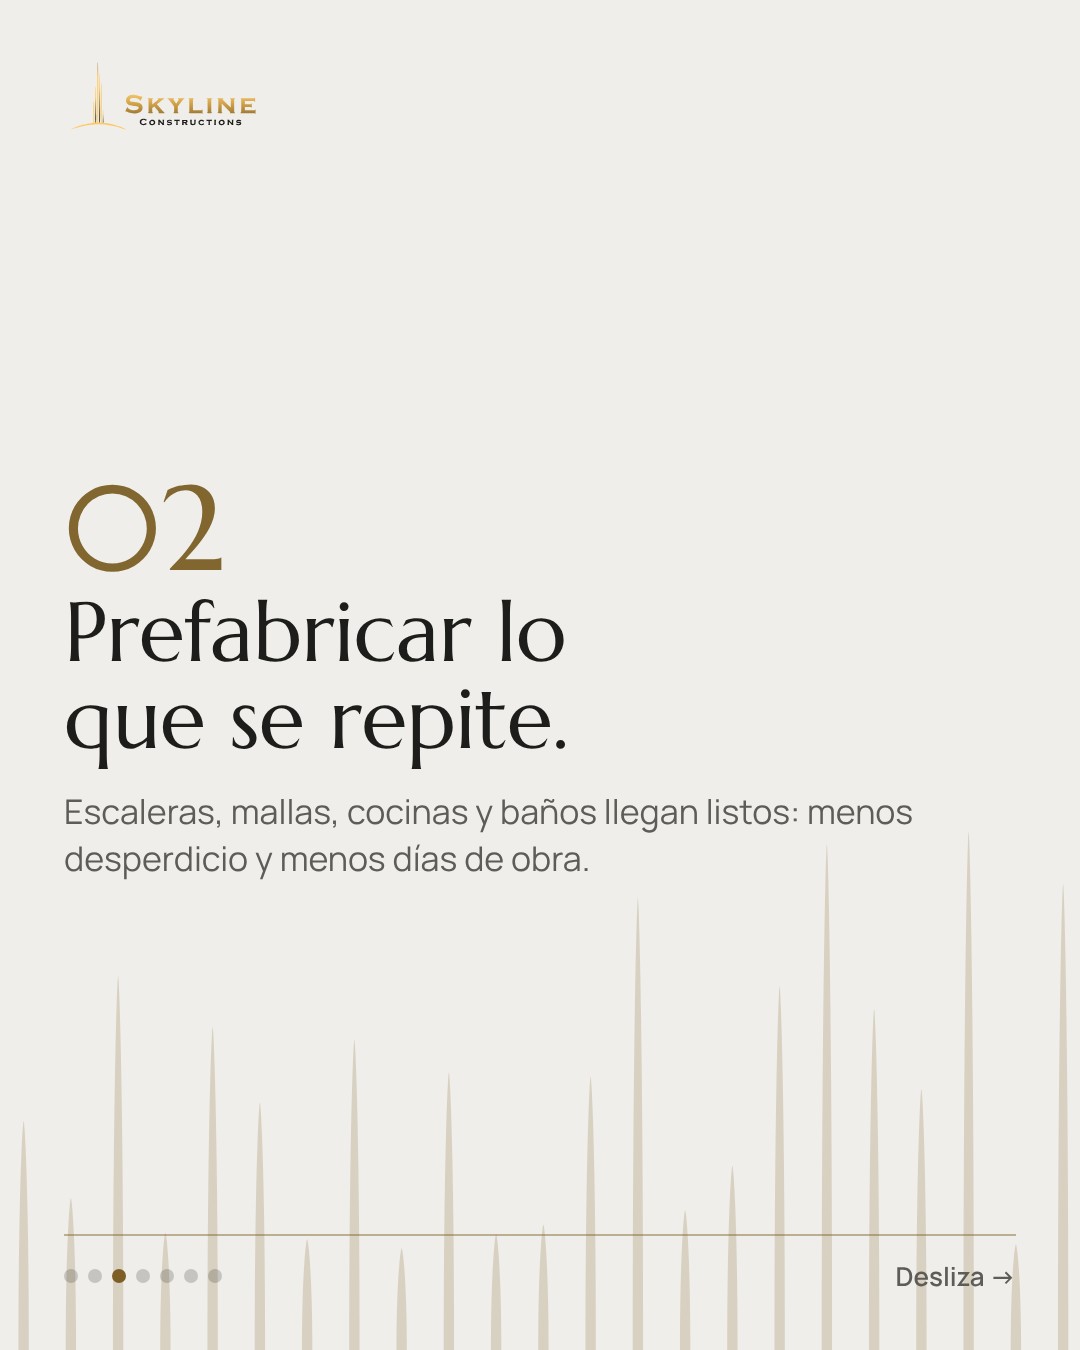 SKYLINE
CONSTRUCTIONS
02
Prefabricar lo
que se repite.
Escaleras, mallas, cocinas y baños llegan listos: menos
desperdicio y menos días de obra.
Desliza →